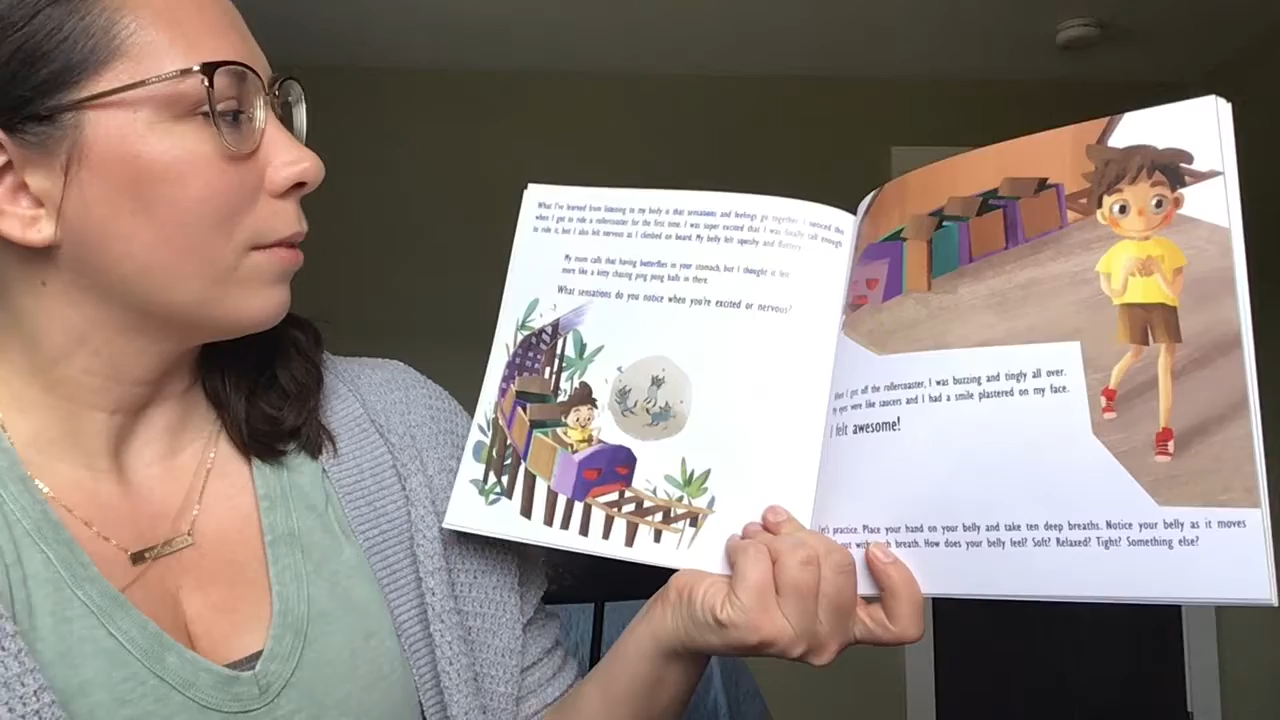 What I've learned from listening to my body is that sensations and feelings go together. I noticed this
when I got to ride a rollercoaster for the first time. I was super excited that I was finally tall enough
to ride it, but I also felt nervous as I climbed on board. My belly felt squishy and fluttery.
My mom calls that having butterflies in your stomach, but I thought it felt
more like a kitty chasing ping pong balls in there.
What sensations do you notice when you're excited or nervous?
When I got off the rollercoaster, I was buzzing and tingly all over.
My eyes were like saucers and I had a smile plastered on my face.
I felt awesome!
Let's practice. Place your hand on your belly and take ten deep breaths. Notice your belly as it moves
with breath. How does your belly feel? Soft? Relaxed? Tight? Something else?